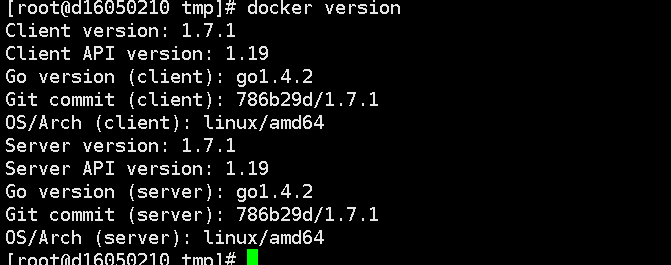 [root@d16050210 tmp]# docker version
Client version: 1.7.1
Client API version: 1.19
Go version (client): go1.4.2
Git commit (client): 786b29d/1.7.1
OS/Arch (client): linux/amd64
Server version: 1.7.1
Server API version: 1.19
Go version (server): go1.4.2
Git commit (server): 786b29d/1.7.1
OS/Arch (server): linux/amd64
[root@d16050210 tmp]#